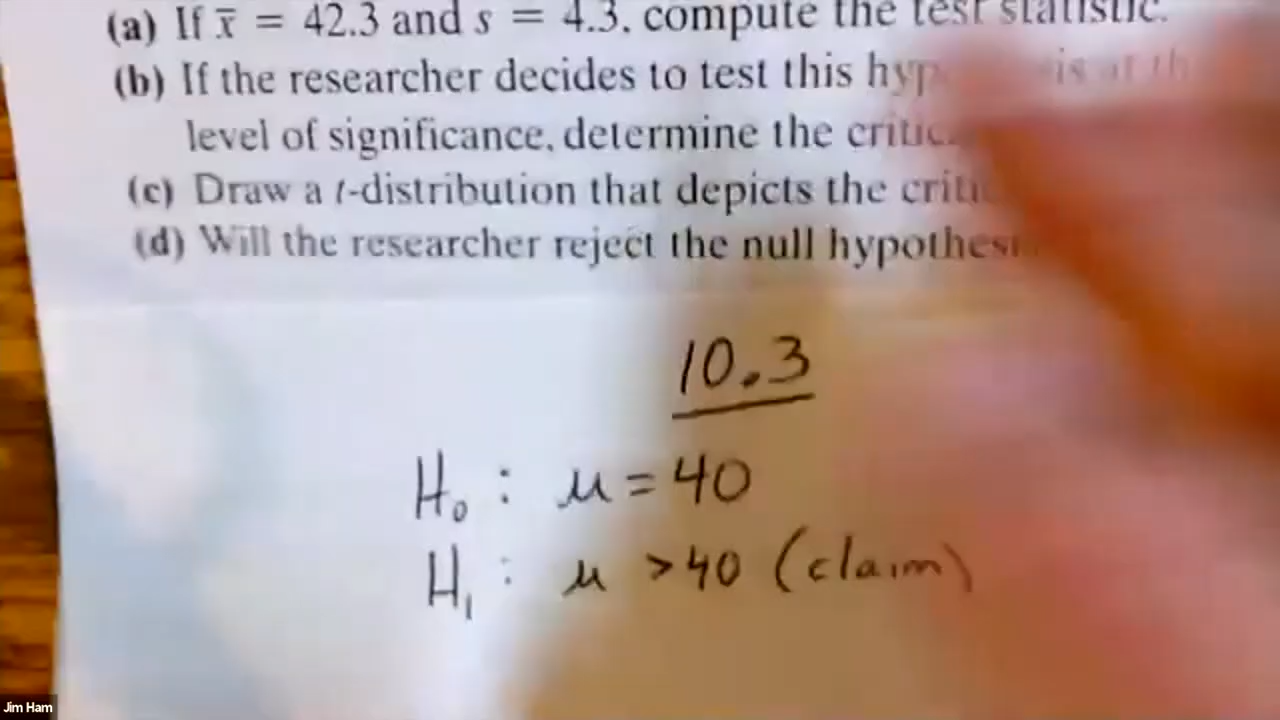 (a) If x̄ = 42.3 and s = 4.3, compute the test statistic.
(b) If the researcher decides to test this
level of significance, determine the
(c) Draw a t-distribution that depicts the
(d) Will the researcher reject the null
10.3
H₀ : μ = 40
H₁ : μ > 40 (claim)
Jim Ham